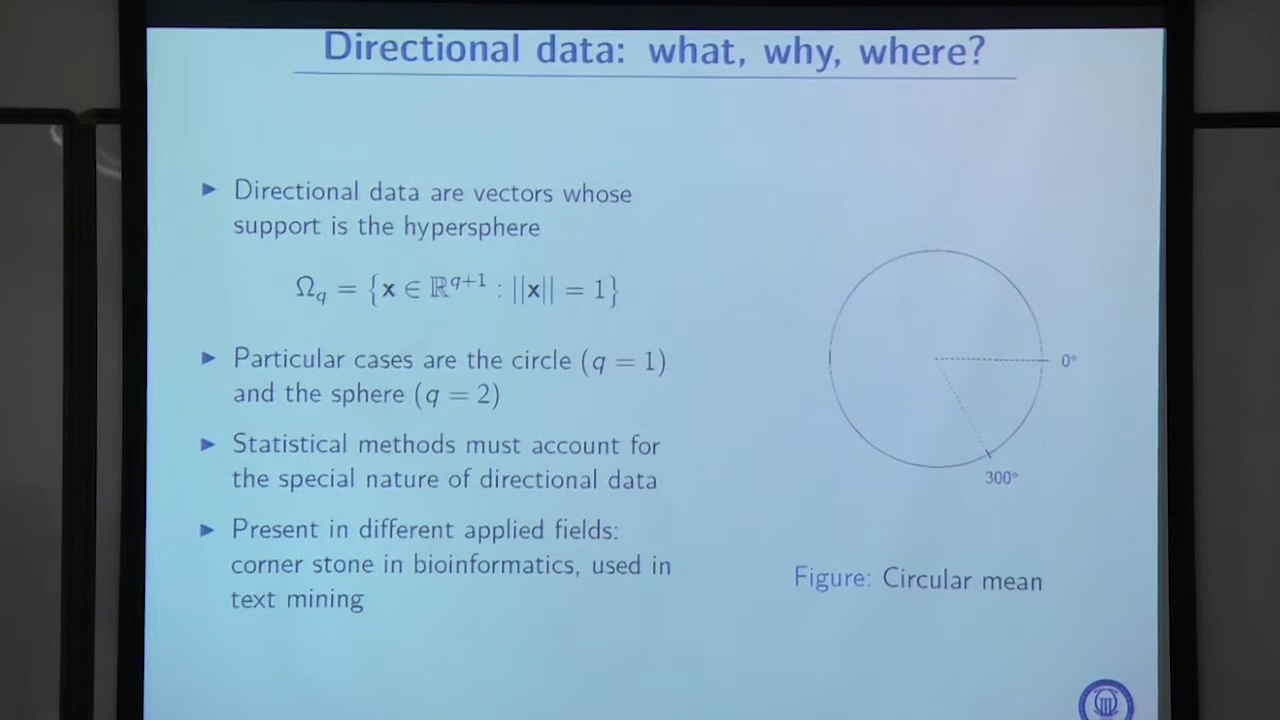 Directional data: what, why, where?
▶ Directional data are vectors whose
support is the hypersphere
Ω_q = {x ∈ ℝ^{q+1} : ||x|| = 1}
▶ Particular cases are the circle (q = 1)
and the sphere (q = 2)
▶ Statistical methods must account for
the special nature of directional data
▶ Present in different applied fields:
corner stone in bioinformatics, used in
text mining
0°
300°
Figure: Circular mean